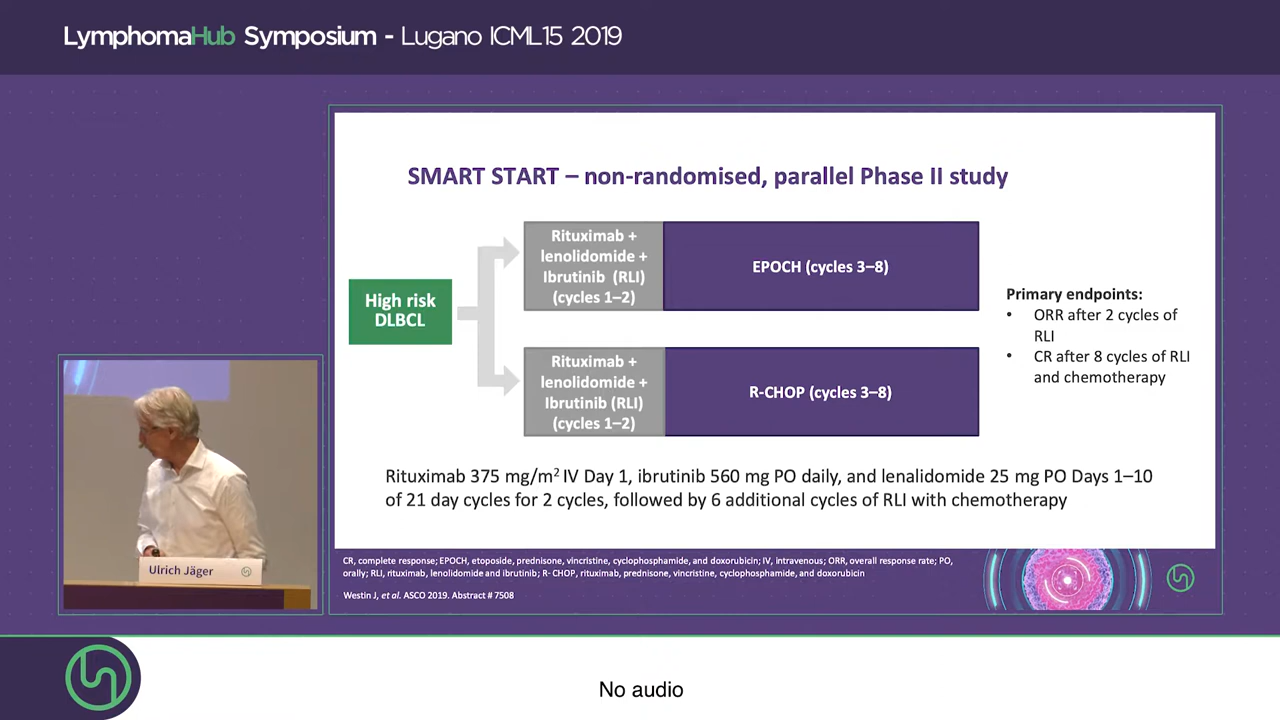 LymphomaHub Symposium - Lugano ICML15 2019
SMART START – non-randomised, parallel Phase II study
High risk
DLBCL
Rituximab +
lenolidomide +
Ibrutinib (RLI)
(cycles 1–2)
EPOCH (cycles 3–8)
Rituximab +
lenolidomide +
Ibrutinib (RLI)
(cycles 1–2)
R-CHOP (cycles 3–8)
Primary endpoints:
• ORR after 2 cycles of
RLI
• CR after 8 cycles of RLI
and chemotherapy
Rituximab 375 mg/m² IV Day 1, ibrutinib 560 mg PO daily, and lenalidomide 25 mg PO Days 1–10
of 21 day cycles for 2 cycles, followed by 6 additional cycles of RLI with chemotherapy
CR, complete response; EPOCH, etoposide, prednisone, vincristine, cyclophosphamide, and doxorubicin; IV, intravenous; ORR, overall response rate; PO,
orally; RLI, rituximab, lenolidomide and ibrutinib; R- CHOP, rituximab, prednisone, vincristine, cyclophosphamide, and doxorubicin
Westin J, et al. ASCO 2019. Abstract # 7508
Ulrich Jäger
No audio